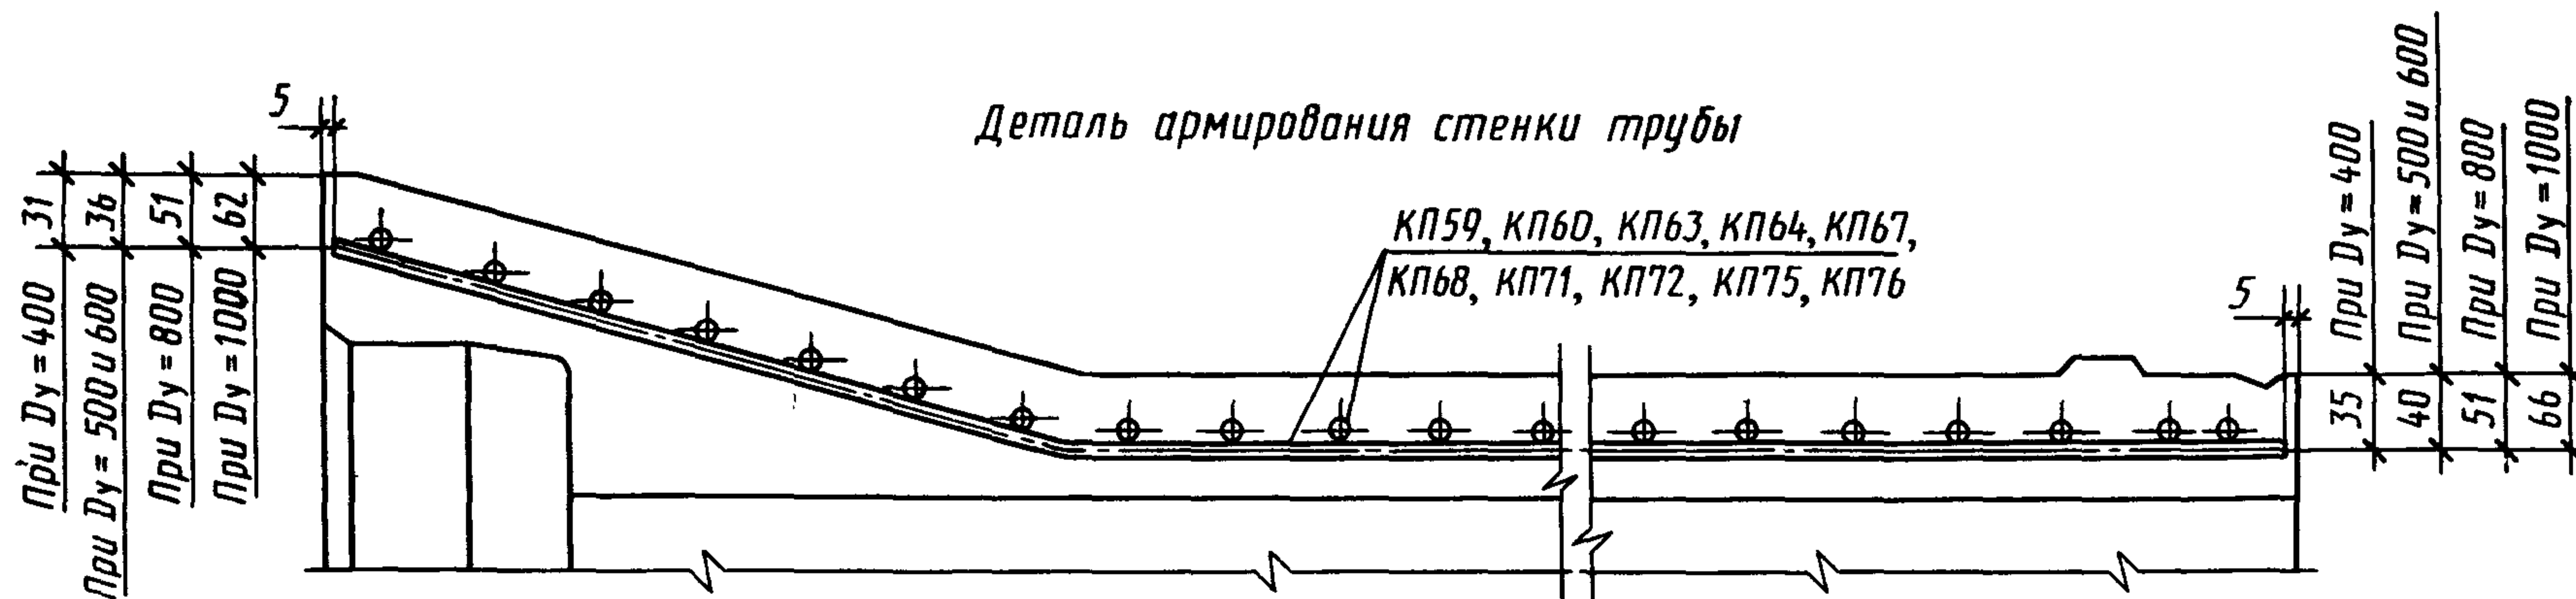 5
Деталь армирования стенки трубы
31
При Dу = 400
36
При Dу = 500 и 600
51
При Dу = 800
62
При Dу = 1000
КП59, КП60, КП63, КП64, КП67,
КП68, КП71, КП72, КП75, КП76
5
При Dу = 400
35
При Dу = 500 и 600
40
При Dу = 800
51
При Dу = 1000
66